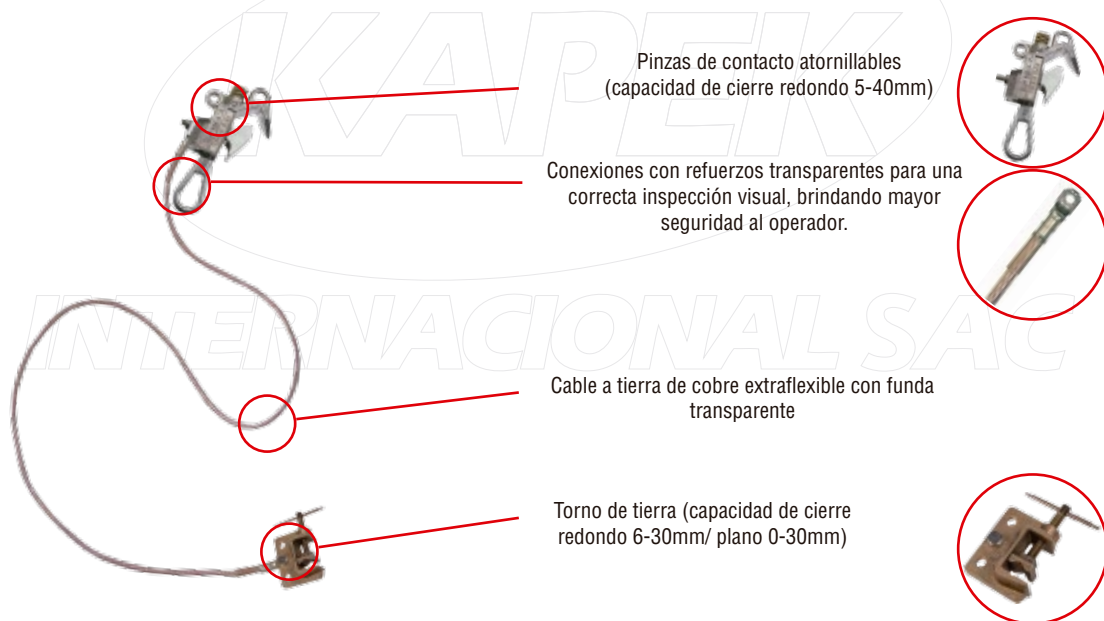 KAPEK
INTERNACIONAL SAC
Pinzas de contacto atornillables
(capacidad de cierre redondo 5-40mm)
Conexiones con refuerzos transparentes para una
correcta inspección visual, brindando mayor
seguridad al operador.
Cable a tierra de cobre extraflexible con funda
transparente
Torno de tierra (capacidad de cierre
redondo 6-30mm/ plano 0-30mm)